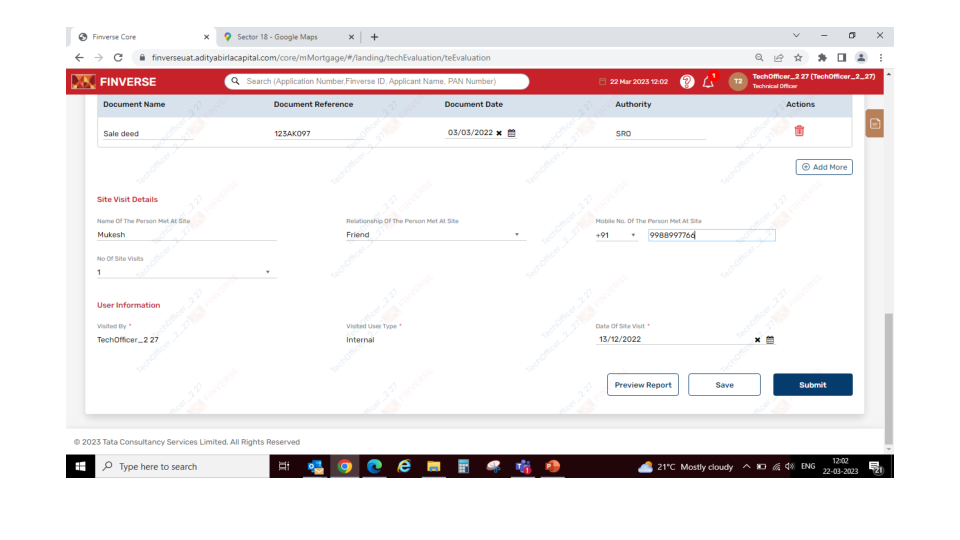 Finverse Core
Sector 18 - Google Maps
finverseuat.adityabirlacapital.com/core/mMortgage/#/landing/techEvaluation/teEvaluation
FINVERSE
Search (Application Number,Finverse ID, Applicant Name, PAN Number)
22 Mar 2023 12:02
1
T2
TechOfficer_2 27 (TechOfficer_2_27)
Technical Officer
Document Name Document Reference Document Date Authority Actions
Sale deed 123AK097 03/03/2022 SRO
Add More
Site Visit Details
Name Of The Person Met At Site Relationship Of The Person Met At Site Mobile No. Of The Person Met At Site
Mukesh Friend +91 9988997766
No Of Site Visits
1
User Information
Visited By * Visited User Type * Date Of Site Visit *
TechOfficer_2 27 Internal 13/12/2022
Preview Report Save Submit
© 2023 Tata Consultancy Services Limited. All Rights Reserved
Type here to search
21°C Mostly cloudy
ENG
12:02
22-03-2023
21